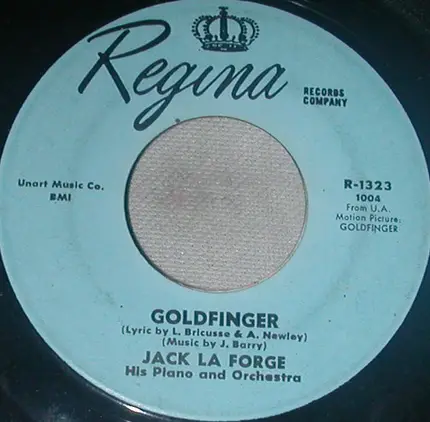 Regina
RECORDS
COMPANY
Unart Music Co.
BMI
R-1323
1004
From U.A.
Motion Picture:
GOLDFINGER
GOLDFINGER
(Lyric by L. Bricusse & A. Newley)
(Music by J. Barry)
JACK LA FORGE
His Piano and Orchestra